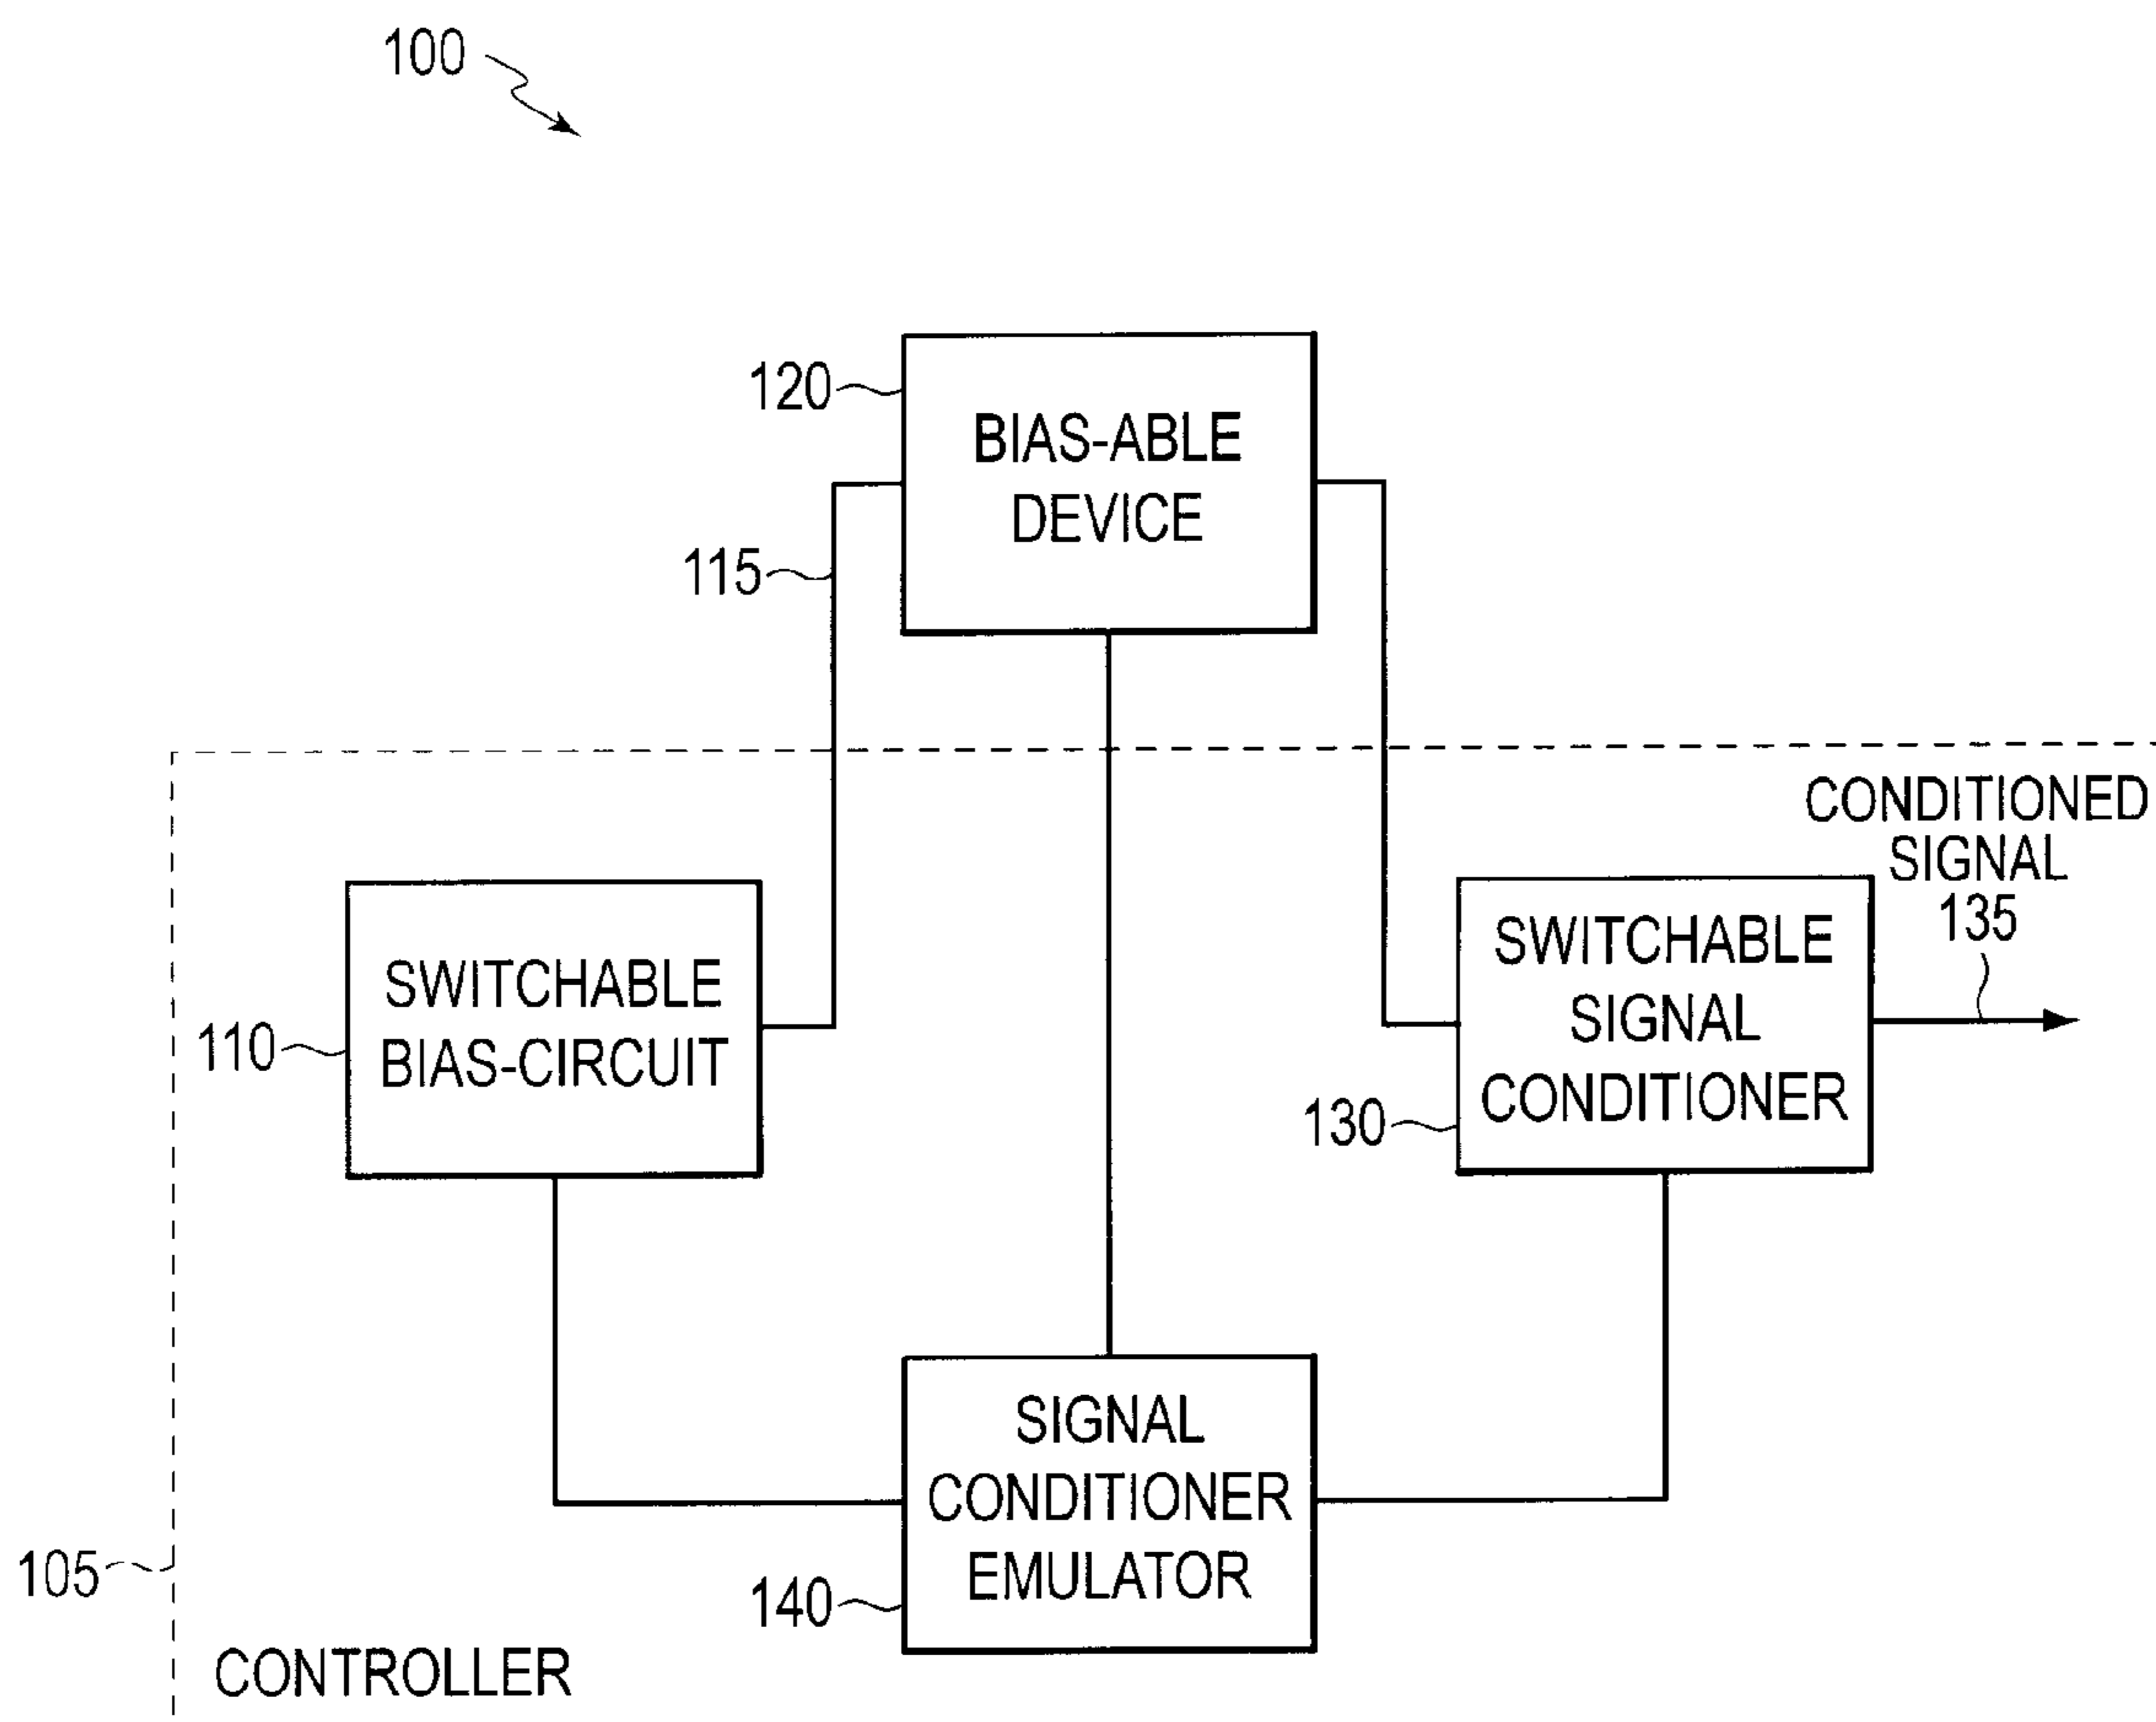 100
120
BIAS-ABLE
DEVICE
115
CONDITIONED
SIGNAL
135
SWITCHABLE
BIAS-CIRCUIT
110
SWITCHABLE
SIGNAL
CONDITIONER
130
SIGNAL
CONDITIONER
EMULATOR
140
105
CONTROLLER